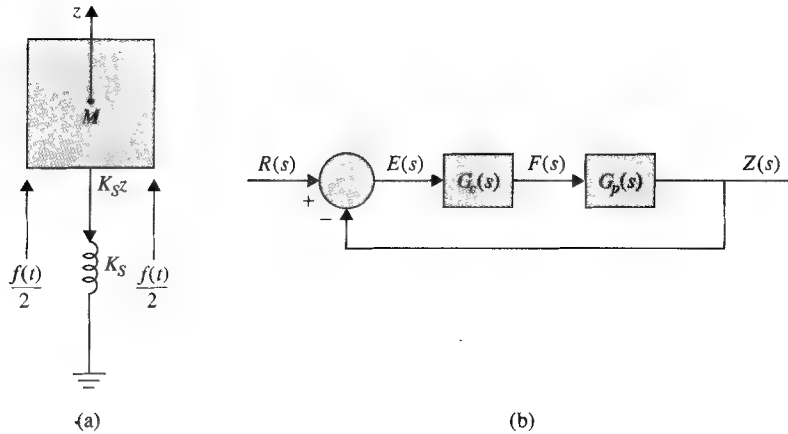 z
M
K_S z
K_S
f(t)/2
f(t)/2
(a)
R(s)
+
−
E(s)
G_c(s)
F(s)
G_p(s)
Z(s)
(b)